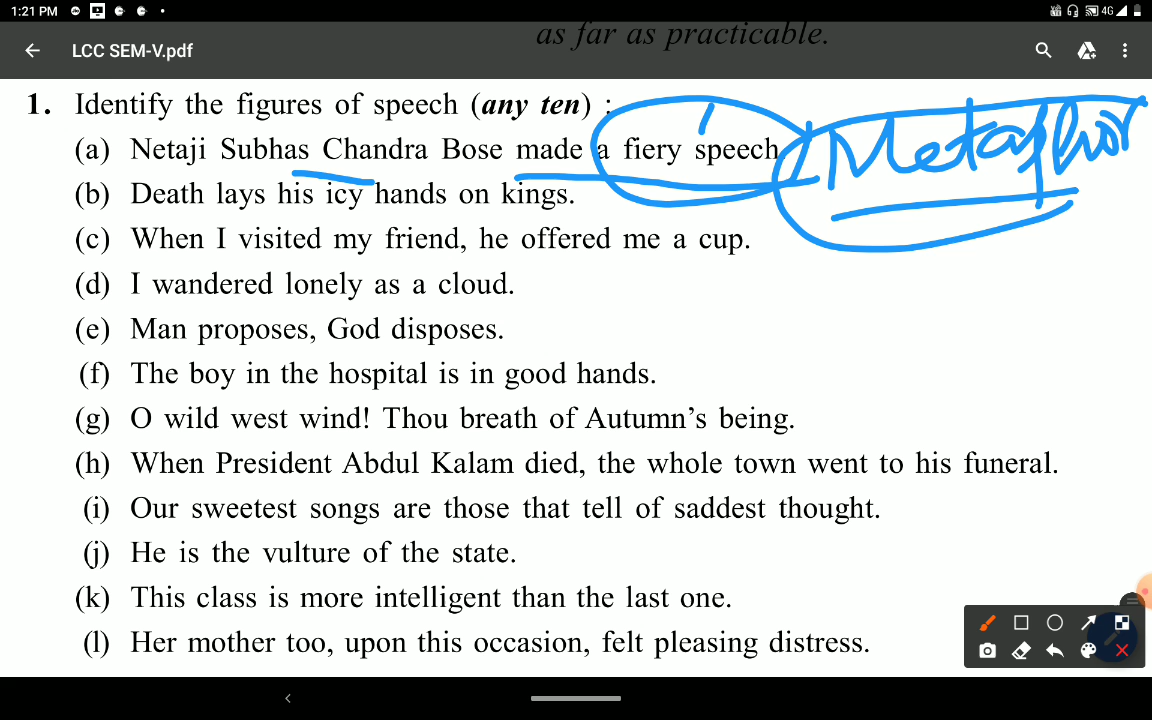 1:21 PM
4G
as far as practicable.
LCC SEM-V.pdf
1. Identify the figures of speech (any ten) :
(a) Netaji Subhas Chandra Bose made a fiery speech Metaphor
(b) Death lays his icy hands on kings.
(c) When I visited my friend, he offered me a cup.
(d) I wandered lonely as a cloud.
(e) Man proposes, God disposes.
(f) The boy in the hospital is in good hands.
(g) O wild west wind! Thou breath of Autumn's being.
(h) When President Abdul Kalam died, the whole town went to his funeral.
(i) Our sweetest songs are those that tell of saddest thought.
(j) He is the vulture of the state.
(k) This class is more intelligent than the last one.
(l) Her mother too, upon this occasion, felt pleasing distress.